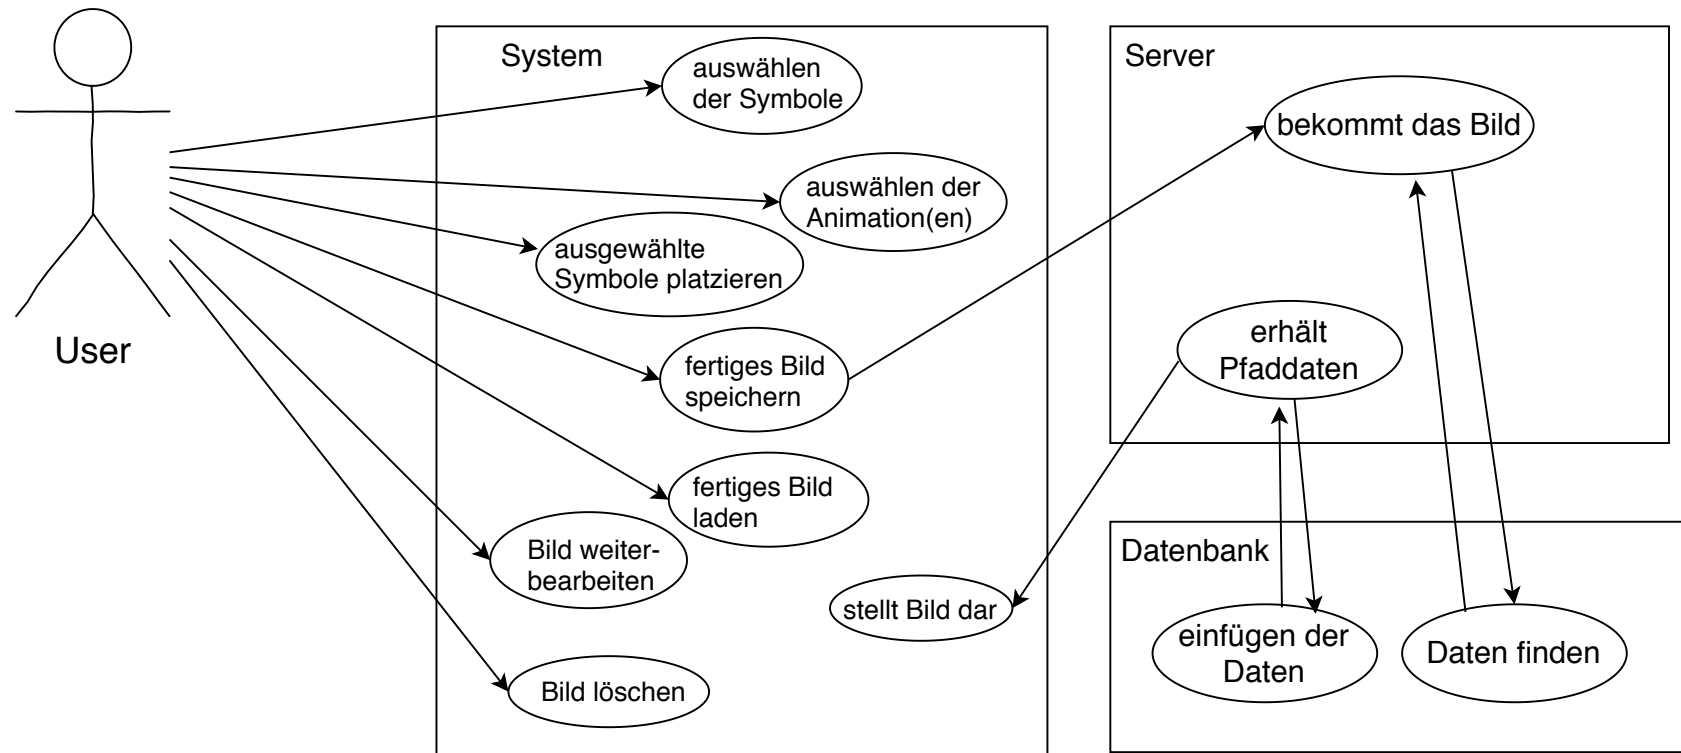 System
auswählen
der Symbole
auswählen der
Animation(en)
ausgewählte
Symbole platzieren
fertiges Bild
speichern
fertiges Bild
laden
Bild weiter-
bearbeiten
stellt Bild dar
Bild löschen
User
Server
bekommt das Bild
erhält
Pfaddaten
Datenbank
einfügen der
Daten
Daten finden